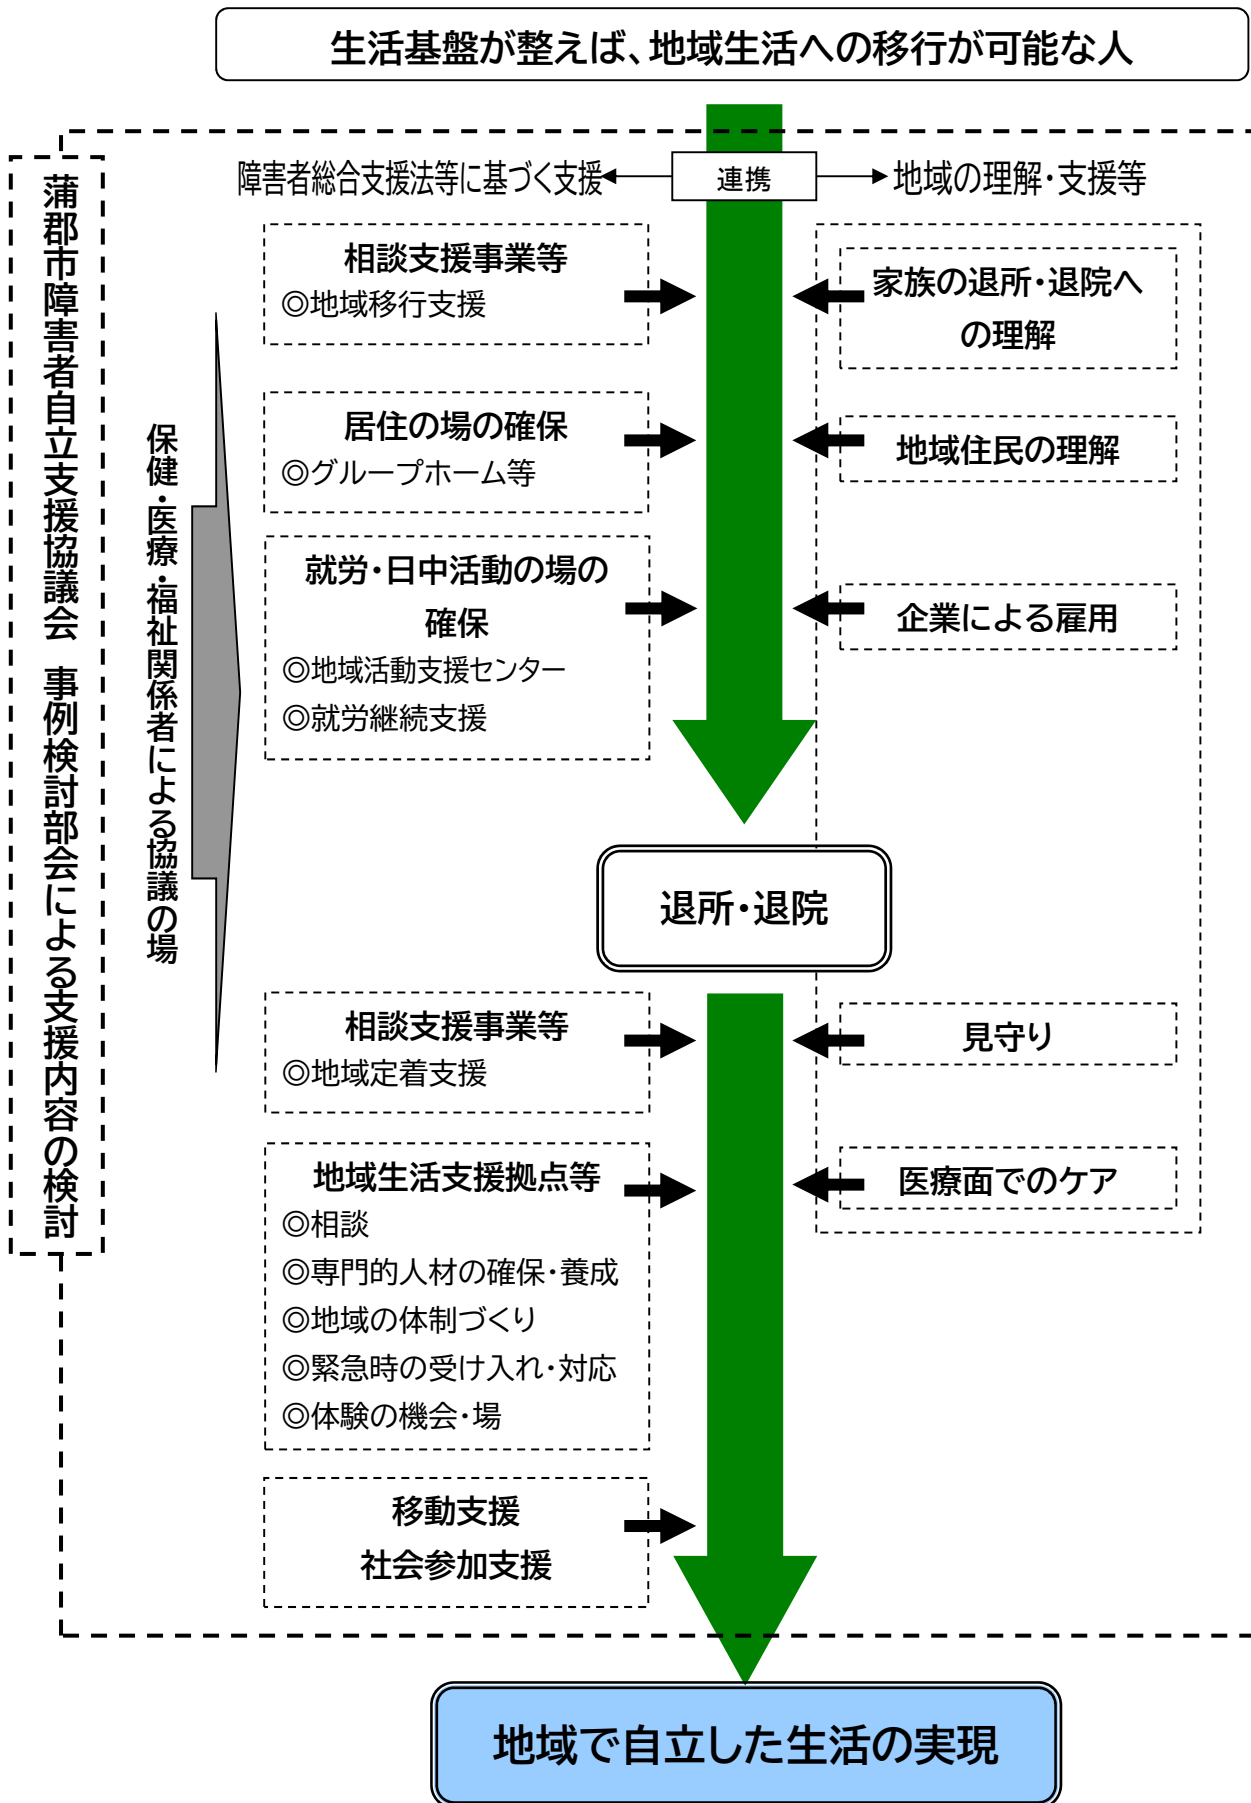 生活基盤が整えば、地域生活への移行が可能な人
障害者総合支援法等に基づく支援
連携
地域の理解・支援等
蒲郡市障害者自立支援協議会 事例検討部会による支援内容の検討
保健・医療・福祉関係者による協議の場
相談支援事業等
◎地域移行支援
家族の退所・退院へ
の理解
居住の場の確保
◎グループホーム等
地域住民の理解
就労・日中活動の場の
確保
◎地域活動支援センター
◎就労継続支援
企業による雇用
退所・退院
相談支援事業等
◎地域定着支援
見守り
地域生活支援拠点等
◎相談
◎専門的人材の確保・養成
◎地域の体制づくり
◎緊急時の受け入れ・対応
◎体験の機会・場
医療面でのケア
移動支援
社会参加支援
地域で自立した生活の実現